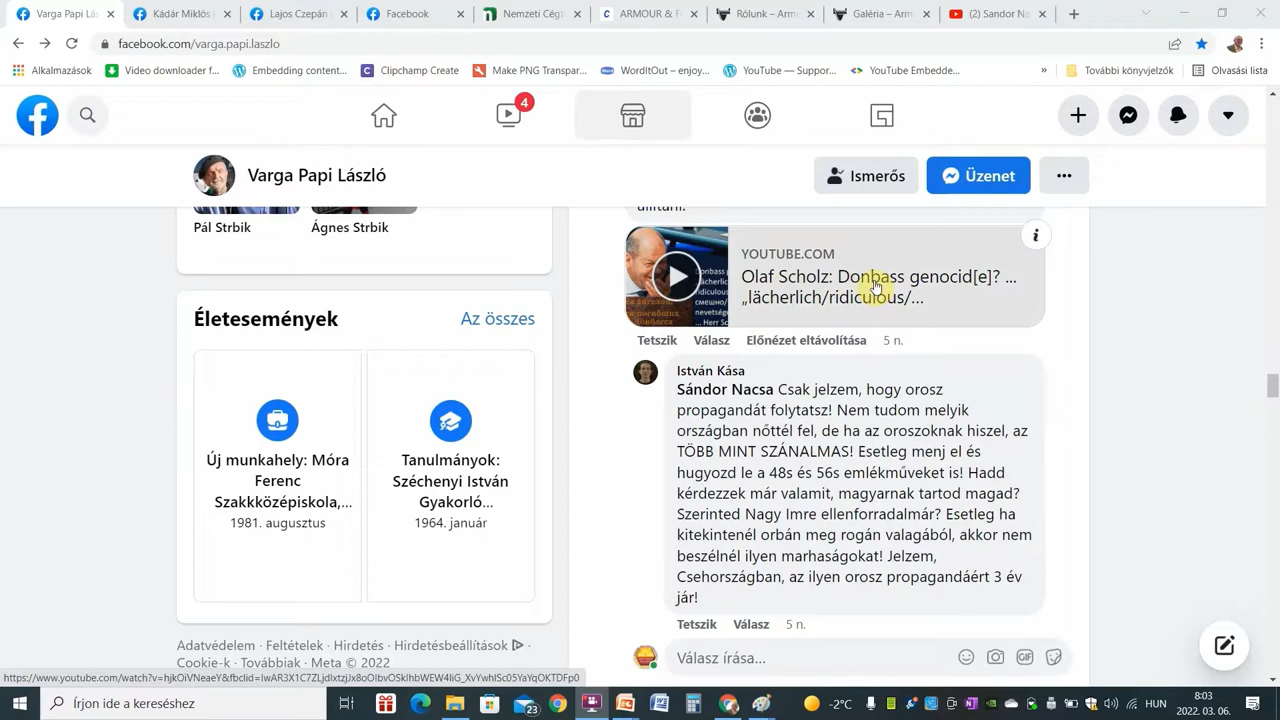 Varga Papi Lás
Kádár Miklós |
Lajos Czepán |
Facebook
Nemzeti Cégt
ARMOUR & F
Rólunk – Armo
Galéria – Arm
(2) Sandor Na
facebook.com/varga.papi.laszlo
Alkalmazások
Video downloader f...
Embedding content...
Clipchamp Create
Make PNG Transpar...
WordItOut – enjoy...
YouTube — Suppor...
YouTube Embedde...
»
További könyvjelzők
Olvasási lista
4
Varga Papi László
Ismerős
Üzenet
Pál Strbik
Ágnes Strbik
Életesemények
Az összes
Új munkahely: Móra
Ferenc
Szakkközépiskola,...
1981. augusztus
Tanulmányok:
Széchenyi István
Gyakorló...
1964. január
Adatvédelem · Feltételek · Hirdetés · Hirdetésbeállítások ·
Cookie-k · Továbbiak · Meta © 2022
YOUTUBE.COM
Olaf Scholz: Donbass genocid[e]? ...
„lächerlich/ridiculous/...
Tetszik Válasz Előnézet eltávolítása 5 n.
István Kása
Sándor Nacsa Csak jelzem, hogy orosz
propagandát folytatsz! Nem tudom melyik
országban nőttél fel, de ha az oroszoknak hiszel, az
TÖBB MINT SZÁNALMAS! Esetleg menj el és
hugyozd le a 48s és 56s emlékműveket is! Hadd
kérdezzek már valamit, magyarnak tartod magad?
Szerinted Nagy Imre ellenforradalmár? Esetleg ha
kitekintenél orbán meg rogán valagából, akkor nem
beszélnél ilyen marhaságokat! Jelzem,
Csehországban, az ilyen orosz propagandáért 3 év
jár!
Tetszik Válasz 5 n.
Válasz írása...
GIF
Írjon ide a kereséshez
23
-2°C
HUN
8:03
2022. 03. 06.